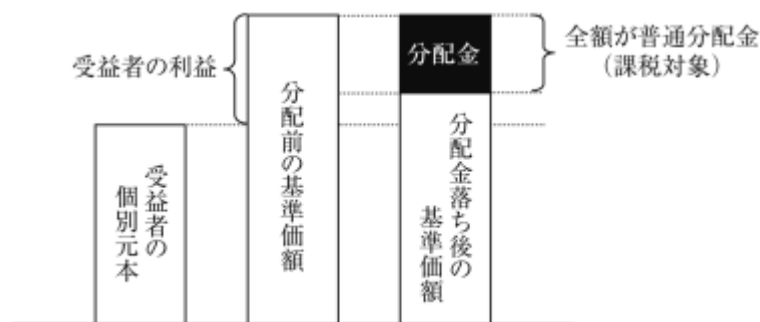 受益者の利益
分配金
全額が普通分配金
（課税対象）
受益者の
個別元本
分配前の基準価額
分配金落ち後の
基準価額